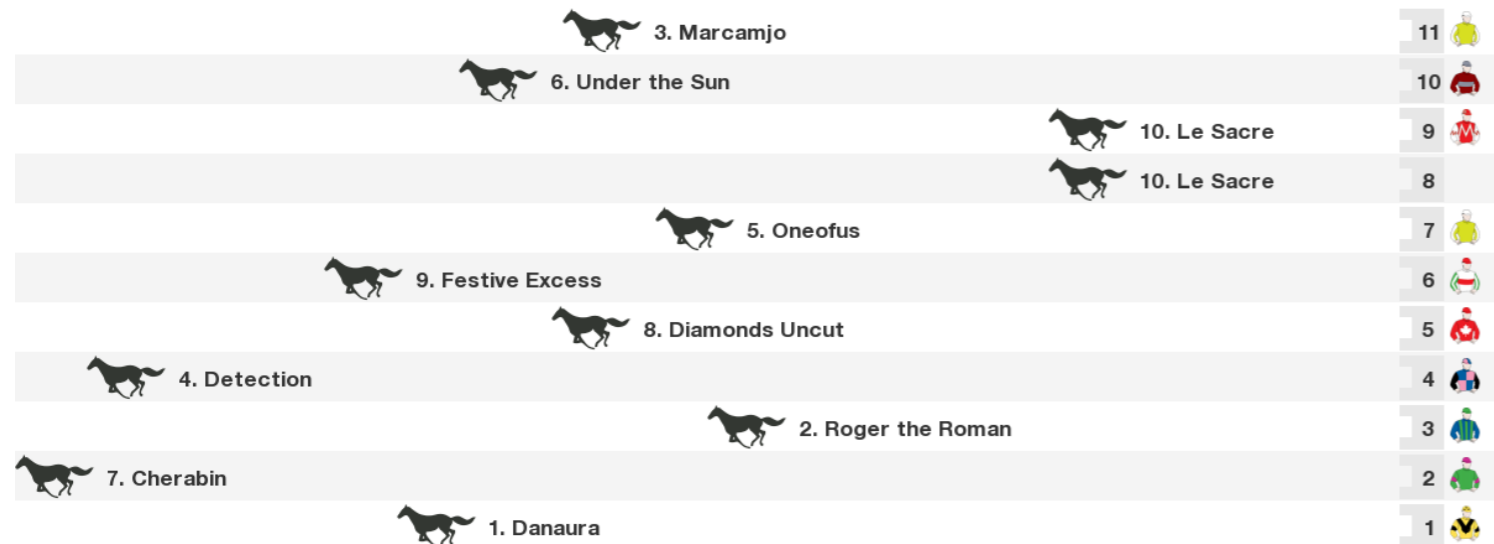 3. Marcamjo 11
6. Under the Sun 10
10. Le Sacre 9
10. Le Sacre 8
5. Oneofus 7
9. Festive Excess 6
8. Diamonds Uncut 5
4. Detection 4
2. Roger the Roman 3
7. Cherabin 2
1. Danaura 1